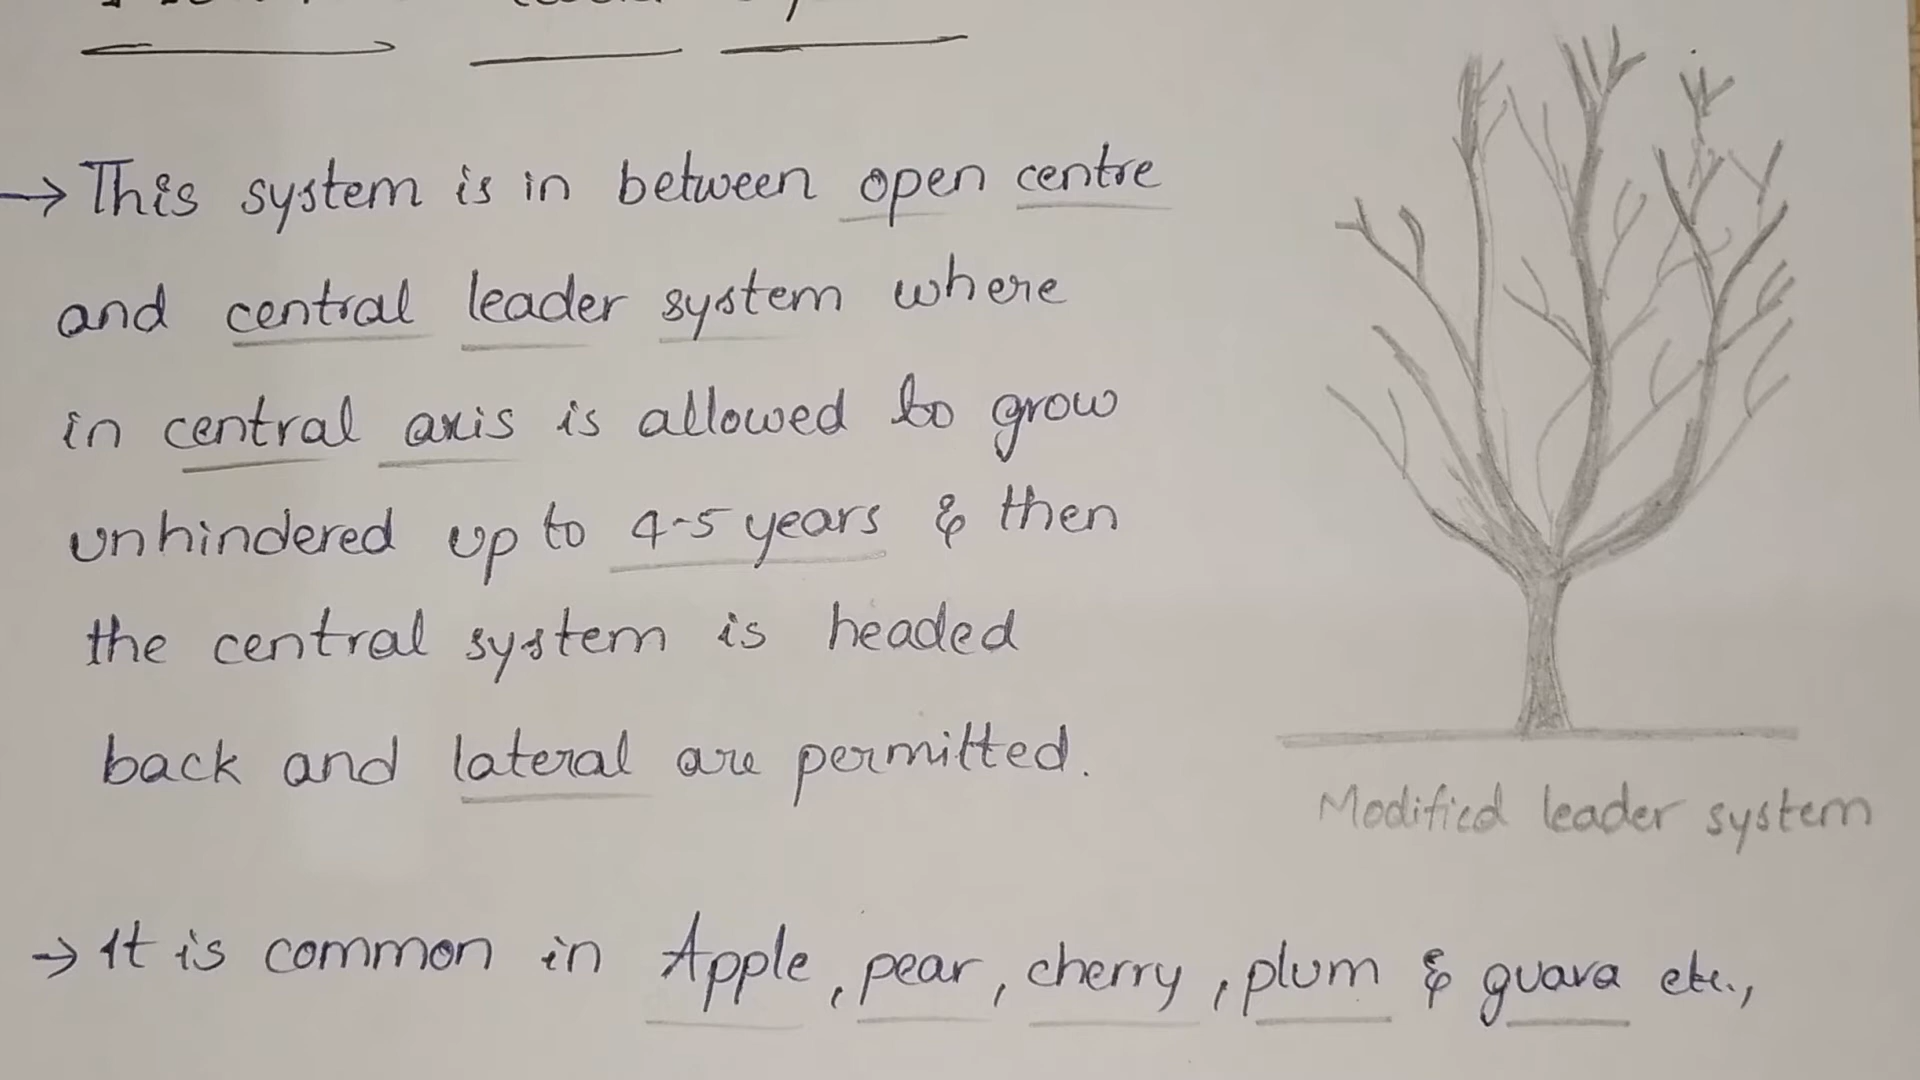 → This system is in between open centre
and central leader system where
in central axis is allowed to grow
unhindered up to 4-5 years & then
the central system is headed
back and lateral are permitted.
Modified leader system
→ It is common in Apple, pear, cherry, plum & guava etc.,